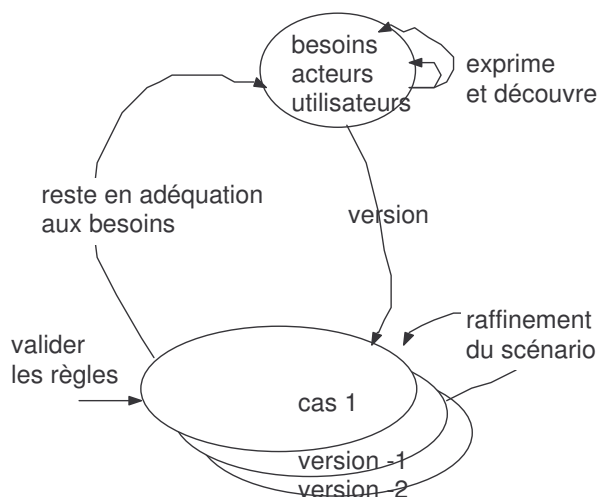 besoins
acteurs
utilisateurs
exprime
et découvre
reste en adéquation
aux besoins
version
raffinement
du scénario
valider
les règles
cas 1
version -1
version -2